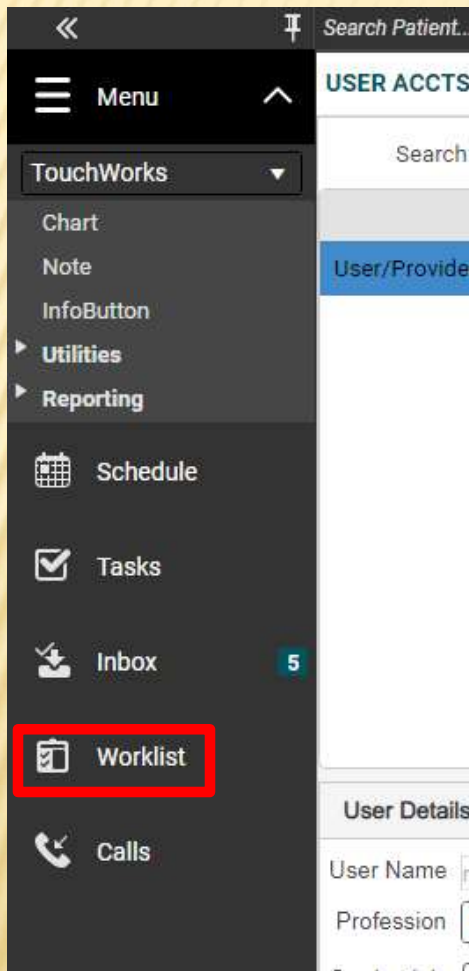 Search Patient...
Menu
USER ACCTS
TouchWorks
Search
Chart
Note
User/Provide
InfoButton
Utilities
Reporting
Schedule
Tasks
Inbox 5
Worklist
User Details
Calls
User Name
Profession